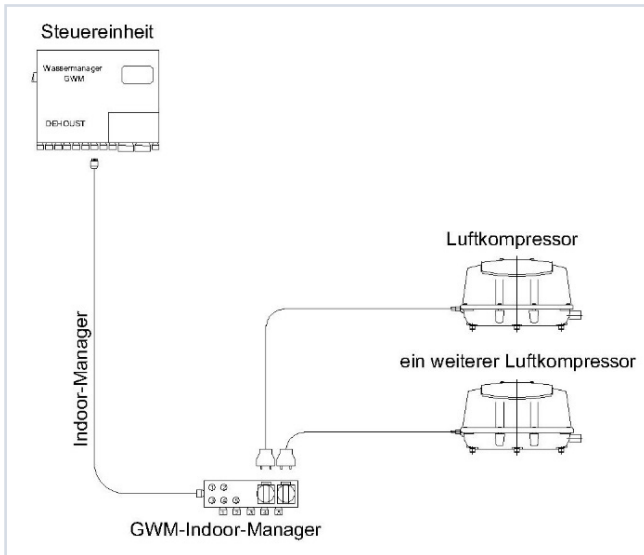 Steuereinheit
Wassermanager
GWM
DEHOUST
Luftkompressor
ein weiterer Luftkompressor
Indoor-Manager
GWM-Indoor-Manager